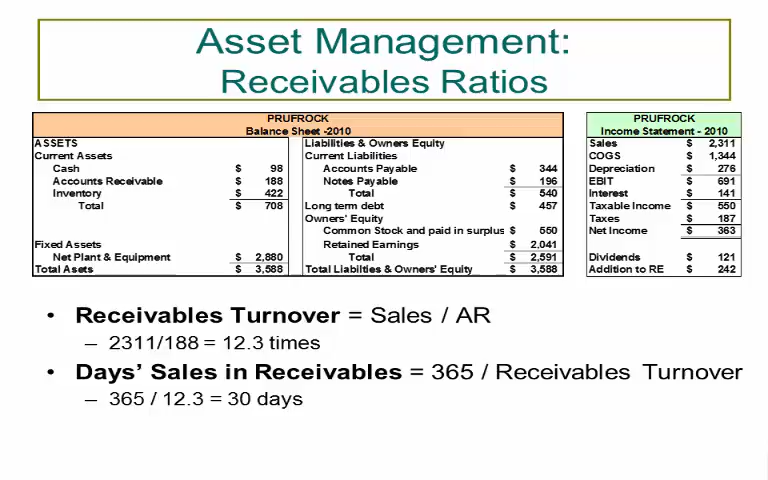 Asset Management:
Receivables Ratios
PRUFROCK
Balance Sheet -2010
ASSETS Liabilities & Owners Equity
Current Assets Current Liabilities
Cash $ 98 Accounts Payable $ 344
Accounts Receivable $ 188 Notes Payable $ 196
Inventory $ 422 Total $ 540
Total $ 708 Long term debt $ 457
Owners' Equity
Common Stock and paid in surplus $ 550
Fixed Assets Retained Earnings $ 2,041
Net Plant & Equipment $ 2,880 Total $ 2,591
Total Asets $ 3,588 Total Liabilties & Owners' Equity $ 3,588
PRUFROCK
Income Statement - 2010
Sales $ 2,311
COGS $ 1,344
Depreciation $ 276
EBIT $ 691
Interest $ 141
Taxable Income $ 550
Taxes $ 187
Net Income $ 363
Dividends $ 121
Addition to RE $ 242
• Receivables Turnover = Sales / AR
– 2311/188 = 12.3 times
• Days' Sales in Receivables = 365 / Receivables Turnover
– 365 / 12.3 = 30 days